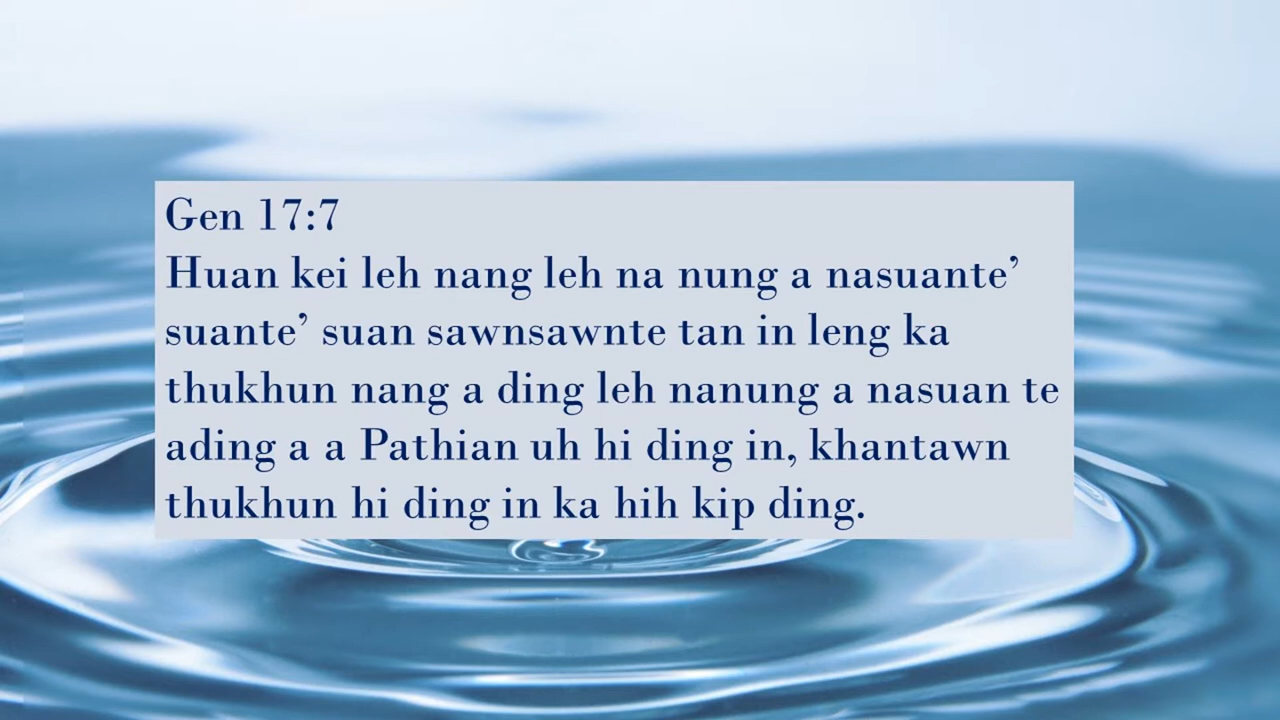 Gen 17:7
Huan kei leh nang leh na nung a nasuante’
suante’ suan sawnsawnte tan in leng ka
thukhun nang a ding leh nanung a nasuan te
ading a a Pathian uh hi ding in, khantawn
thukhun hi ding in ka hih kip ding.